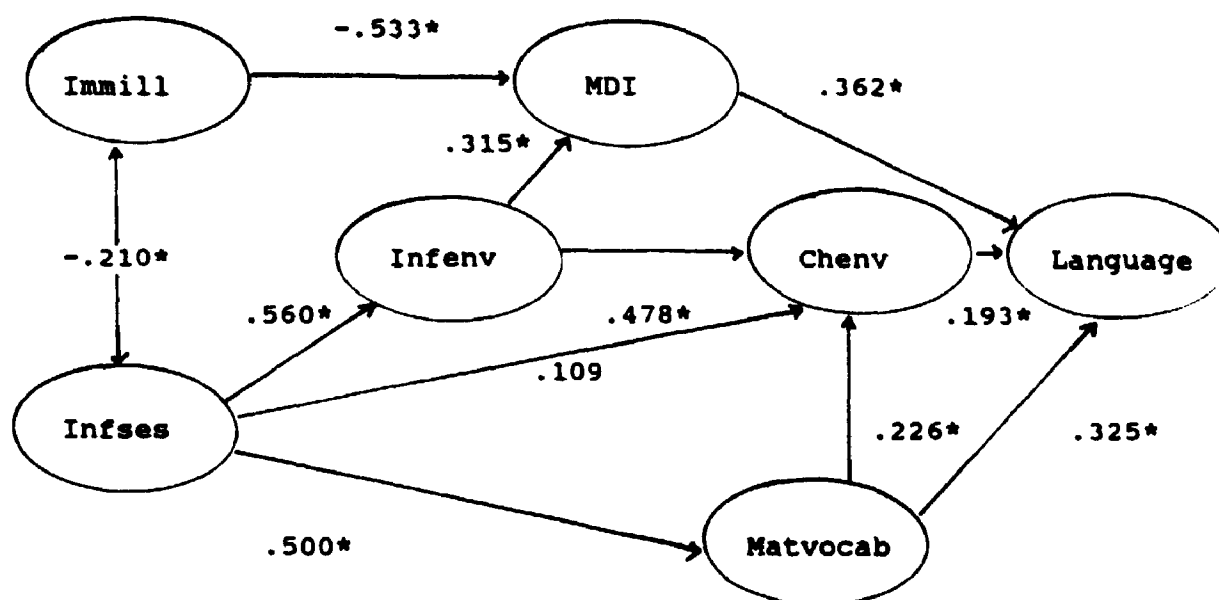 -.533*
Immill
MDI
.362*
.315*
-.210*
Infenv
Chenv
Language
.560*
.478*
.193*
.109
Infses
.226*
.325*
.500*
Matvocab